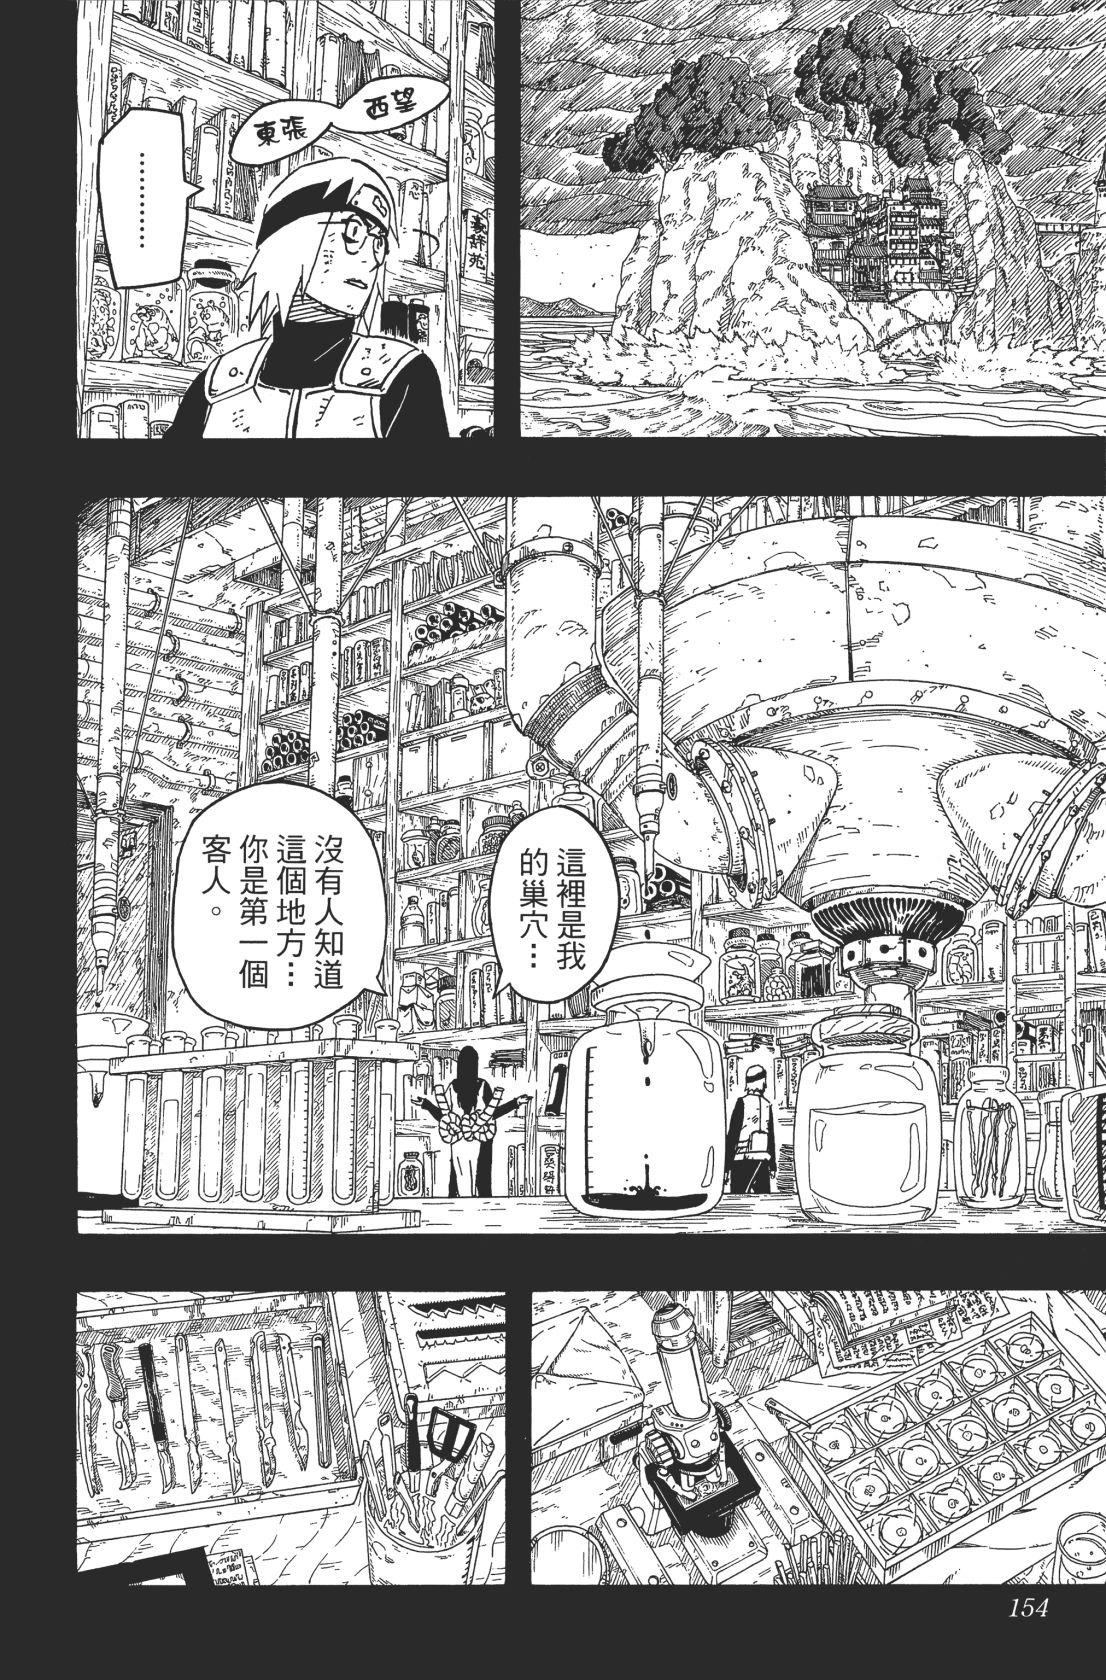 東張
西望
………
這裡是我
的巢穴…
沒有人知道
這個地方…
你是第一個
客人。
154